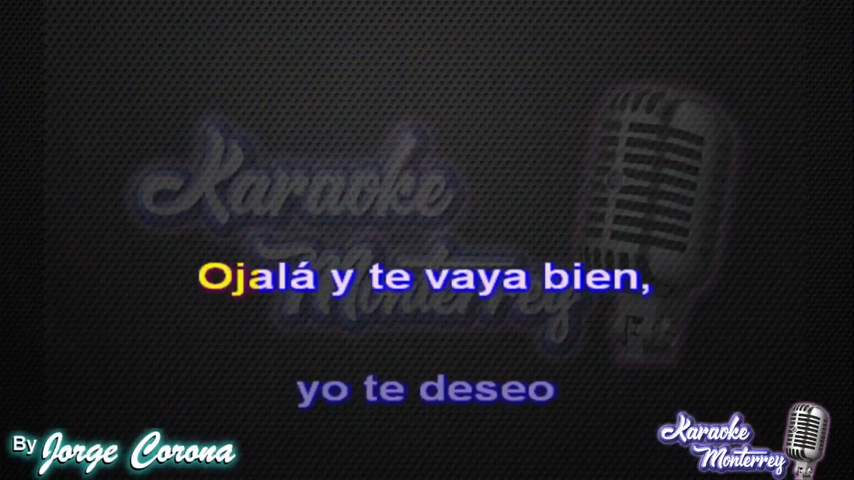 Karaoke
Monterrey
Ojalá y te vaya bien,
yo te deseo
By Jorge Corona
Karaoke
Monterrey